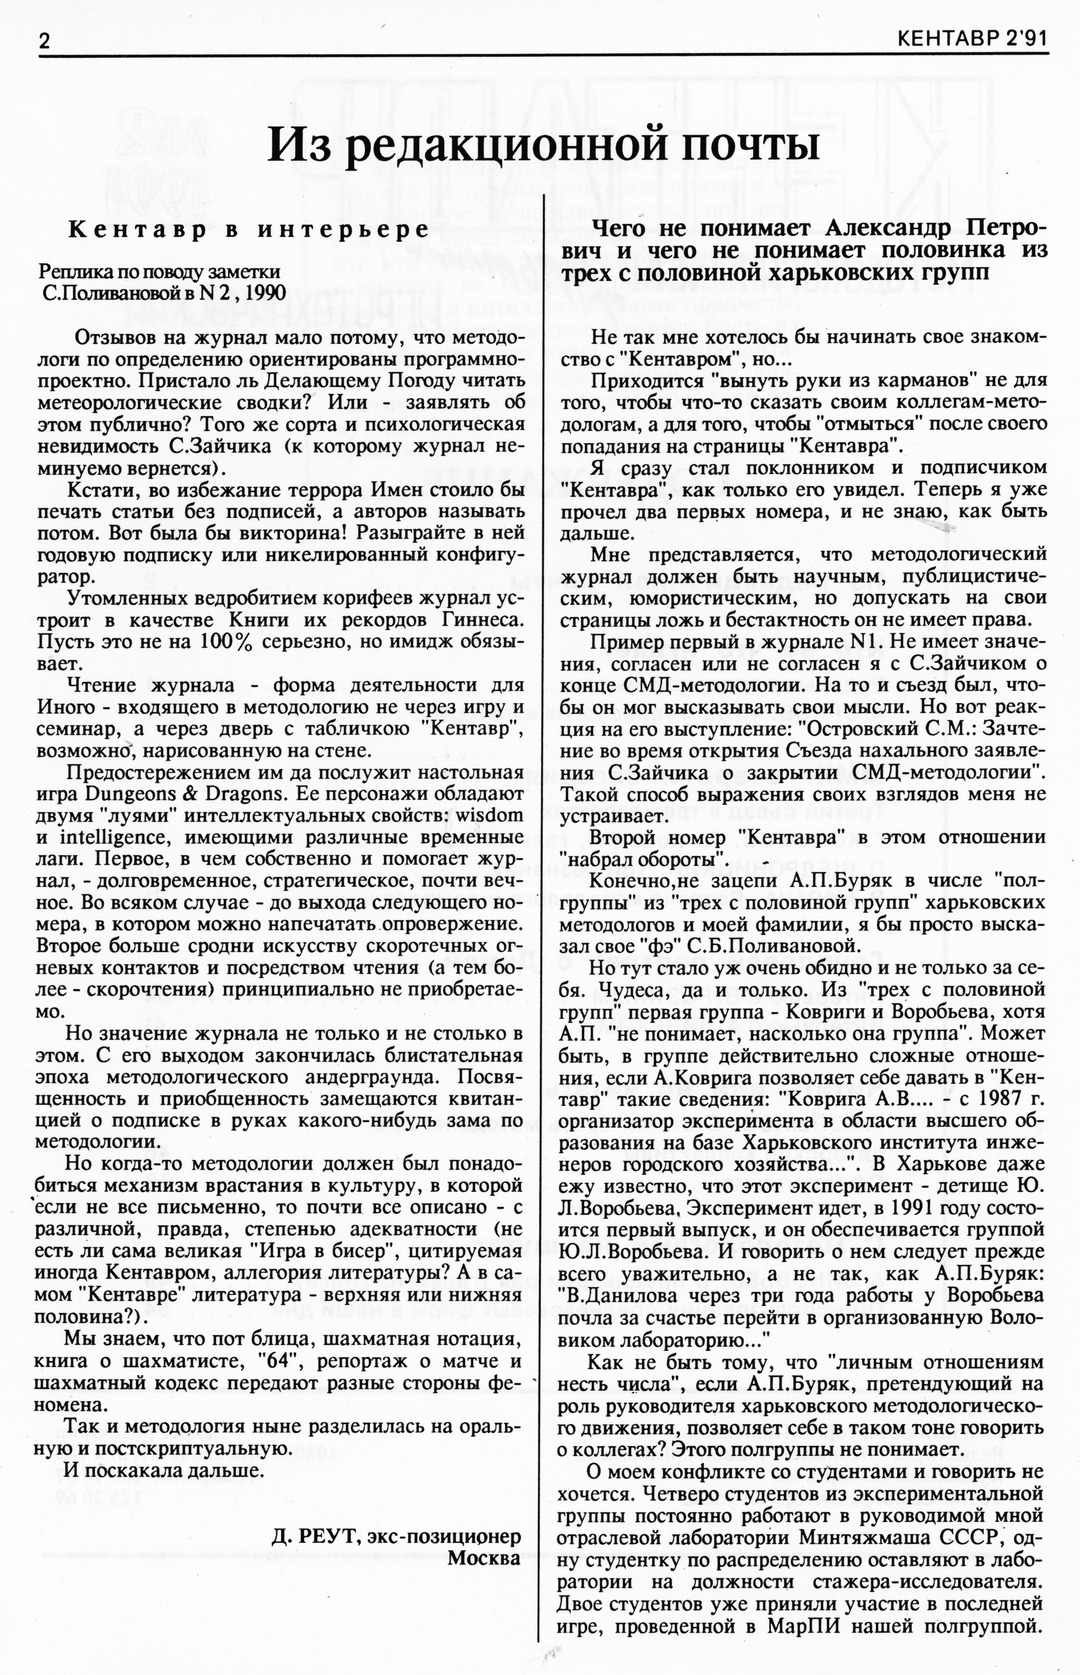 2
КЕНТАВР 2'91
Из редакционной почты
Кентавр в интерьере
Реплика по поводу заметки
С.Поливановой в N 2 , 1990
Отзывов на журнал мало потому, что методо-
логи по определению ориентированы программно-
проектно. Пристало ль Делающему Погоду читать
метеорологические сводки? Или - заявлять об
этом публично? Того же сорта и психологическая
невидимость С.Зайчика (к которому журнал не-
минуемо вернется).
Кстати, во избежание террора Имен стоило бы
печать статьи без подписей, а авторов называть
потом. Вот была бы викторина! Разыграйте в ней
годовую подписку или никелированный конфигу-
ратор.
Утомленных ведробитием корифеев журнал ус-
троит в качестве Книги их рекордов Гиннеса.
Пусть это не на 100% серьезно, но имидж обязы-
вает.
Чтение журнала - форма деятельности для
Иного - входящего в методологию не через игру и
семинар, а через дверь с табличкою "Кентавр",
возможно, нарисованную на стене.
Предостережением им да послужит настольная
игра Dungeons & Dragons. Ее персонажи обладают
двумя "луями" интеллектуальных свойств: wisdom
и intelligence, имеющими различные временные
лаги. Первое, в чем собственно и помогает жур-
нал, - долговременное, стратегическое, почти веч-
ное. Во всяком случае - до выхода следующего но-
мера, в котором можно напечатать опровержение.
Второе больше сродни искусству скоротечных ог-
невых контактов и посредством чтения (а тем бо-
лее - скорочтения) принципиально не приобретае-
мо.
Но значение журнала не только и не столько в
этом. С его выходом закончилась блистательная
эпоха методологического андерграунда. Посвя-
щенность и приобщенность замещаются квитан-
цией о подписке в руках какого-нибудь зама по
методологии.
Но когда-то методологии должен был понадо-
биться механизм врастания в культуру, в которой
если не все письменно, то почти все описано - с
различной, правда, степенью адекватности (не
есть ли сама великая "Игра в бисер", цитируемая
иногда Кентавром, аллегория литературы? А в са-
мом "Кентавре" литература - верхняя или нижняя
половина?).
Мы знаем, что пот блица, шахматная нотация,
книга о шахматисте, "64", репортаж о матче и
шахматный кодекс передают разные стороны фе-
номена.
Так и методология ныне разделилась на ораль-
ную и постскриптуальную.
И поскакала дальше.
Д. РЕУТ, экс-позиционер
Москва
Чего не понимает Александр Петро-
вич и чего не понимает половинка из
трех с половиной харьковских групп
Не так мне хотелось бы начинать свое знаком-
ство с "Кентавром", но...
Приходится "вынуть руки из карманов" не для
того, чтобы что-то сказать своим коллегам-мето-
дологам, а для того, чтобы "отмыться" после своего
попадания на страницы "Кентавра".
Я сразу стал поклонником и подписчиком
"Кентавра", как только его увидел. Теперь я уже
прочел два первых номера, и не знаю, как быть
дальше.
Мне представляется, что методологический
журнал должен быть научным, публицистиче-
ским, юмористическим, но допускать на свои
страницы ложь и бестактность он не имеет права.
Пример первый в журнале N1. Не имеет значе-
ния, согласен или не согласен я с С.Зайчиком о
конце СМД-методологии. На то и съезд был, что-
бы он мог высказывать свои мысли. Но вот реак-
ция на его выступление: "Островский С.М.: Зачте-
ние во время открытия Съезда нахального заявле-
ния С.Зайчика о закрытии СМД-методологии".
Такой способ выражения своих взглядов меня не
устраивает.
Второй номер "Кентавра" в этом отношении
"набрал обороты".
Конечно,не зацепи А.П.Буряк в числе "пол-
группы" из "трех с половиной групп" харьковских
методологов и моей фамилии, я бы просто выска-
зал свое "фэ" С.Б.Поливановой.
Но тут стало уж очень обидно и не только за се-
бя. Чудеса, да и только. Из "трех с половиной
групп" первая группа - Ковриги и Воробьева, хотя
А.П. "не понимает, насколько она группа". Может
быть, в группе действительно сложные отноше-
ния, если А.Коврига позволяет себе давать в "Кен-
тавр" такие сведения: "Коврига А.В.... - с 1987 г.
организатор эксперимента в области высшего об-
разования на базе Харьковского института инже-
неров городского хозяйства...". В Харькове даже
ежу известно, что этот эксперимент - детище Ю.
Л.Воробьева. Эксперимент идет, в 1991 году состо-
ится первый выпуск, и он обеспечивается группой
Ю.Л.Воробьева. И говорить о нем следует прежде
всего уважительно, а не так, как А.П.Буряк:
"В.Данилова через три года работы у Воробьева
почла за счастье перейти в организованную Воло-
виком лабораторию..."
Как не быть тому, что "личным отношениям
несть числа", если А.П.Буряк, претендующий на
роль руководителя харьковского методологическо-
го движения, позволяет себе в таком тоне говорить
о коллегах? Этого полгруппы не понимает.
О моем конфликте со студентами и говорить не
хочется. Четверо студентов из экспериментальной
группы постоянно работают в руководимой мной
отраслевой лаборатории Минтяжмаша СССР, од-
ну студентку по распределению оставляют в лабо-
ратории на должности стажера-исследователя.
Двое студентов уже приняли участие в последней
игре, проведенной в МарПИ нашей полгруппой.